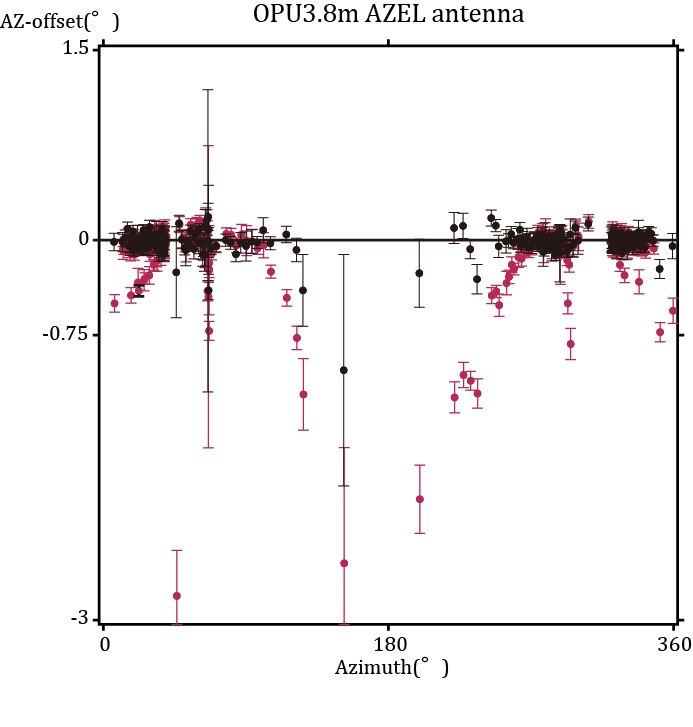 OPU3.8m AZEL antenna
AZ-offset(°)
1.5
0
-0.75
-3
0 180 360
Azimuth(°)